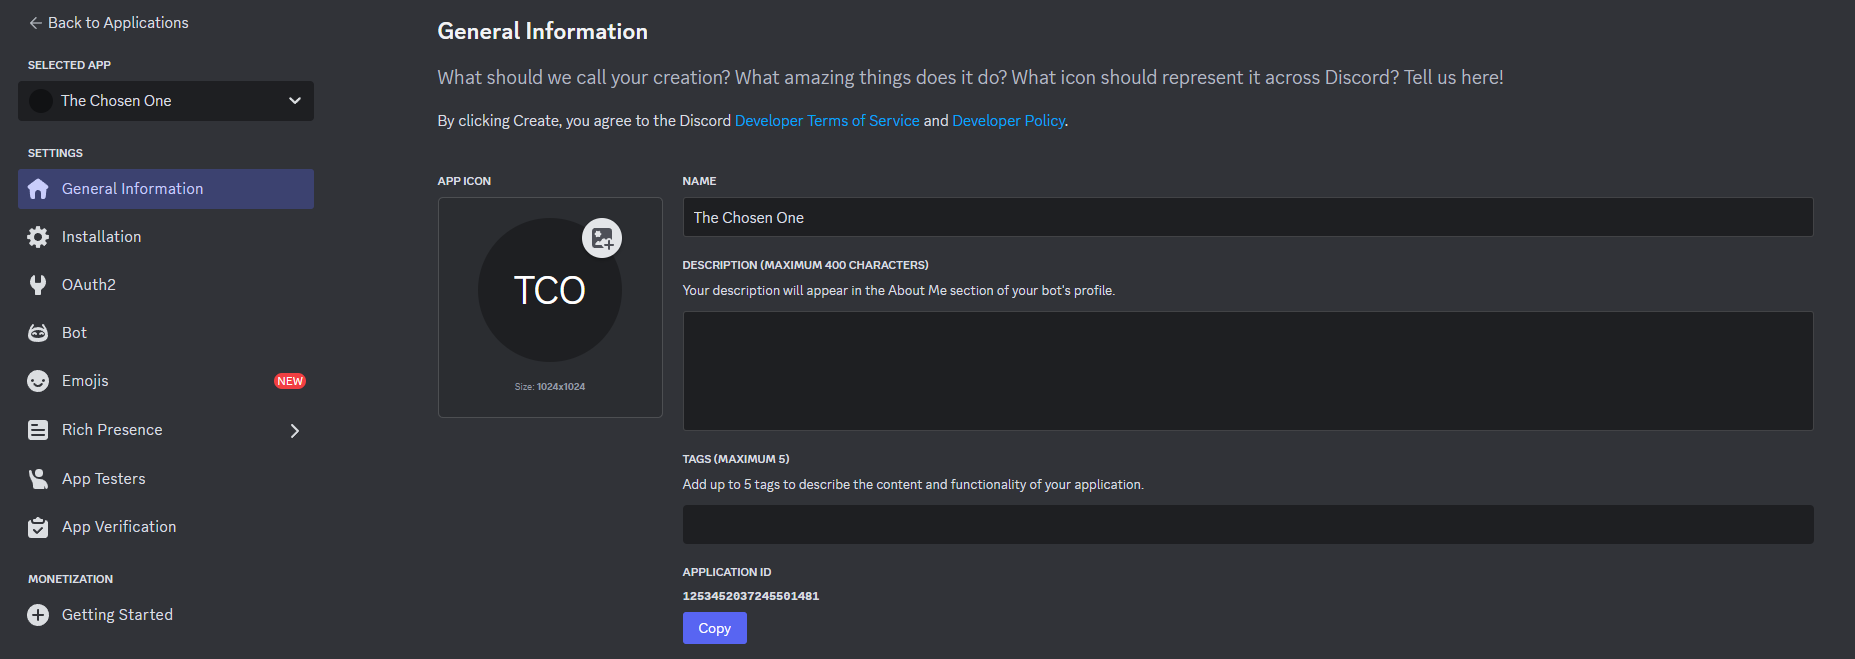 Back to Applications
SELECTED APP
The Chosen One
SETTINGS
General Information
Installation
OAuth2
Bot
Emojis NEW
Rich Presence
App Testers
App Verification
MONETIZATION
Getting Started
General Information
What should we call your creation? What amazing things does it do? What icon should represent it across Discord? Tell us here!
By clicking Create, you agree to the Discord Developer Terms of Service and Developer Policy.
APP ICON
TCO
Size: 1024x1024
NAME
The Chosen One
DESCRIPTION (MAXIMUM 400 CHARACTERS)
Your description will appear in the About Me section of your bot's profile.
TAGS (MAXIMUM 5)
Add up to 5 tags to describe the content and functionality of your application.
APPLICATION ID
1253452037245501481
Copy